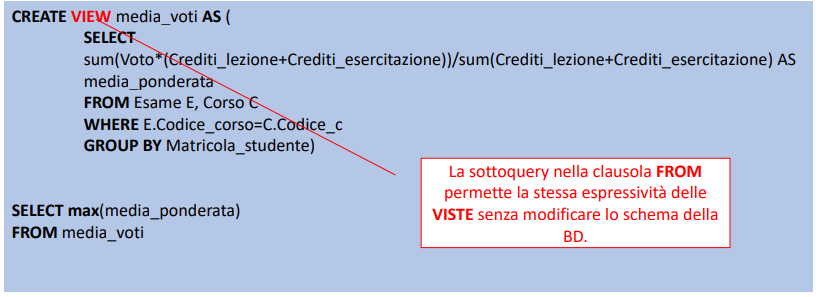 CREATE VIEW media_voti AS (
SELECT
sum(Voto*(Crediti_lezione+Crediti_esercitazione))/sum(Crediti_lezione+Crediti_esercitazione) AS
media_ponderata
FROM Esame E, Corso C
WHERE E.Codice_corso=C.Codice_c
GROUP BY Matricola_studente)
SELECT max(media_ponderata)
FROM media_voti
La sottoquery nella clausola FROM
permette la stessa espressività delle
VISTE senza modificare lo schema della
BD.